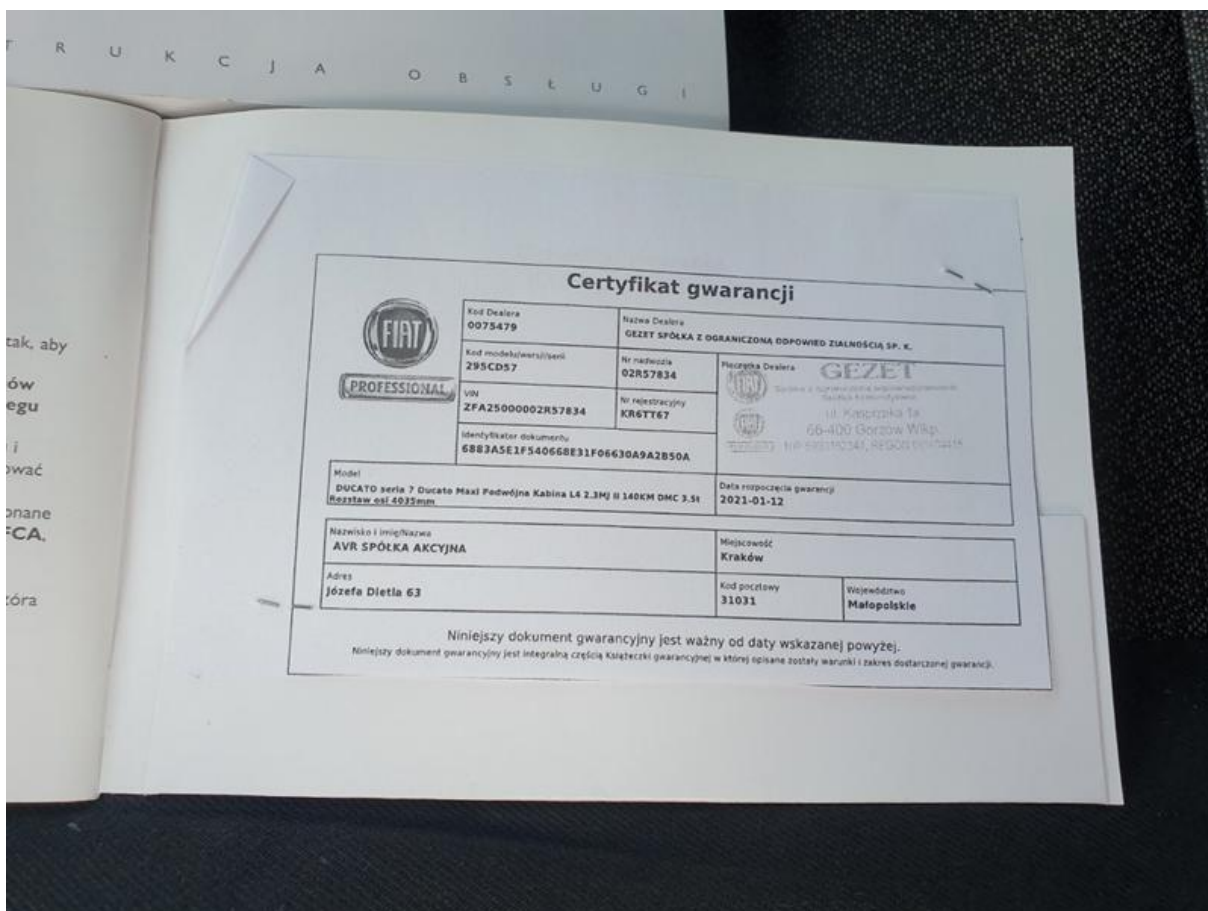 T R U K C J A O B S Ł U G I
tak, aby
ów
egu
i
ować
onane
FCA,
tóra
Certyfikat gwarancji
FIAT
PROFESSIONAL
Kod Dealera
0075479
Nazwa Dealera
GEZET SPÓŁKA Z OGRANICZONĄ ODPOWIED ZIALNOŚCIĄ SP. K.
Kod modelu/wersji/serii
295CD57
Nr nadwozia
02R57834
Pieczątka Dealera
GEZET
ul. Kasprzaka 1a
66-400 Gorzów Wlkp.
VIN
ZFA25000002R57834
Nr rejestracyjny
KR6TT67
Identyfikator dokumentu
6883A5E1F540668E31F06630A9A2B50A
Model
DUCATO seria 7 Ducato Maxi Podwójna Kabina L4 2.3MJ II 140KM DMC 3.5t
Rozstaw osi 4035mm
Data rozpoczęcia gwarancji
2021-01-12
Nazwisko i imię/Nazwa
AVR SPÓŁKA AKCYJNA
Miejscowość
Kraków
Adres
Józefa Dietla 63
Kod pocztowy
31031
Województwo
Małopolskie
Niniejszy dokument gwarancyjny jest ważny od daty wskazanej powyżej.
Niniejszy dokument gwarancyjny jest integralną częścią Książeczki gwarancyjnej w której opisane zostały warunki i zakres dostarczonej gwarancji.